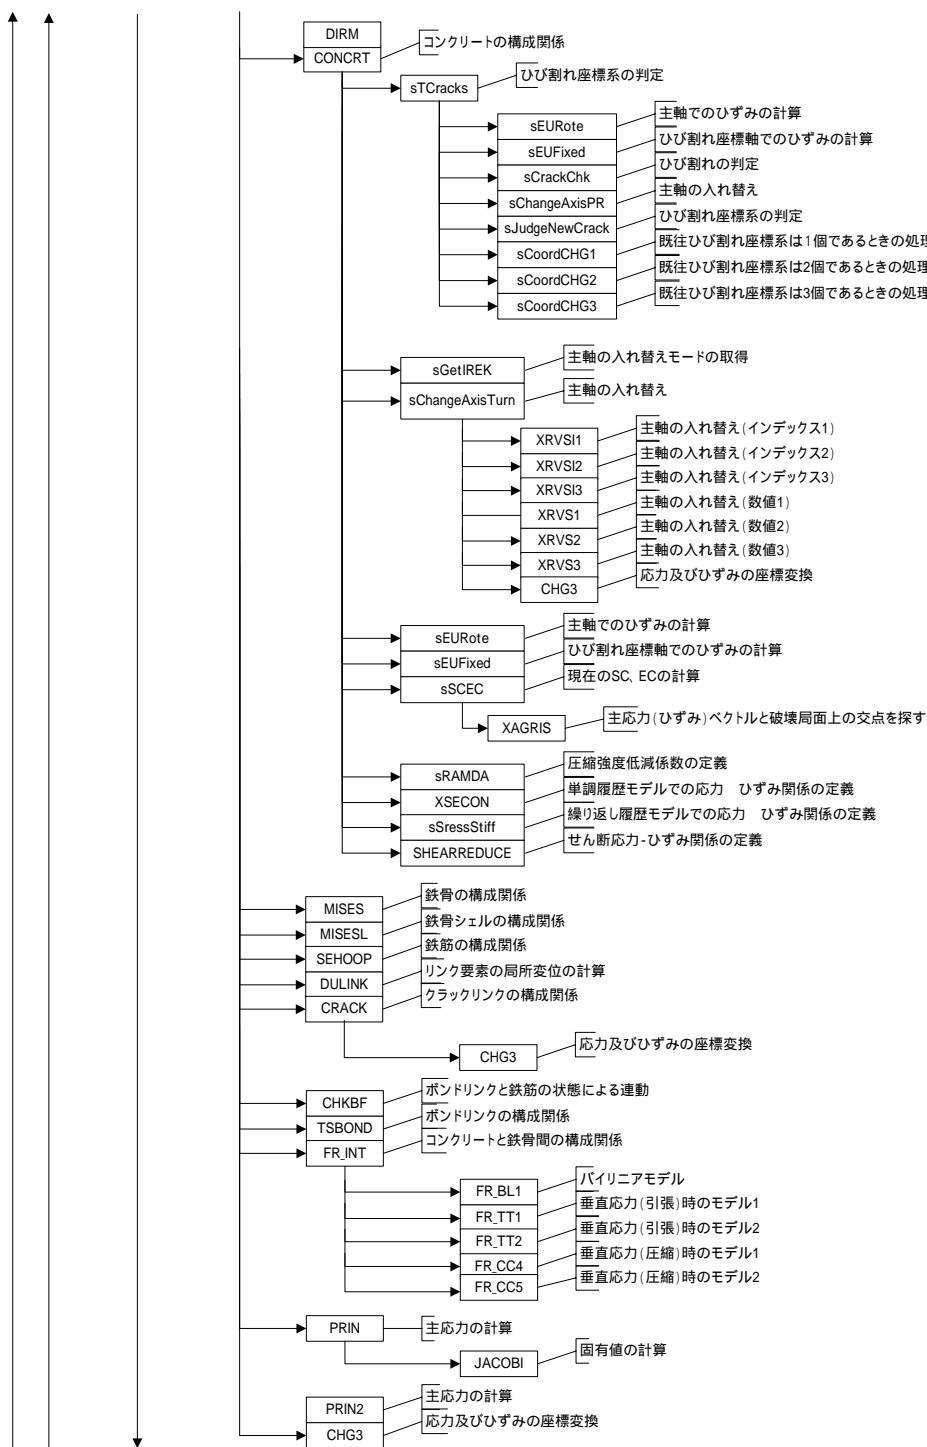 DIRM
CONCRT
コンクリートの構成関係
sTCracks
ひび割れ座標系の判定
sEURote
主軸でのひずみの計算
sEUFixed
ひび割れ座標軸でのひずみの計算
sCrackChk
ひび割れの判定
sChangeAxisPR
主軸の入れ替え
sJudgeNewCrack
ひび割れ座標系の判定
sCoordCHG1
既往ひび割れ座標系は1個であるときの処理
sCoordCHG2
既往ひび割れ座標系は2個であるときの処理
sCoordCHG3
既往ひび割れ座標系は3個であるときの処理
sGetIREK
主軸の入れ替えモードの取得
sChangeAxisTurn
主軸の入れ替え
XRVSI1
主軸の入れ替え(インデックス1)
XRVSI2
主軸の入れ替え(インデックス2)
XRVSI3
主軸の入れ替え(インデックス3)
XRVS1
主軸の入れ替え(数値1)
XRVS2
主軸の入れ替え(数値2)
XRVS3
主軸の入れ替え(数値3)
CHG3
応力及びひずみの座標変換
sEURote
主軸でのひずみの計算
sEUFixed
ひび割れ座標軸でのひずみの計算
sSCEC
現在のSC、ECの計算
XAGRIS
主応力(ひずみ)ベクトルと破壊局面上の交点を探す
sRAMDA
圧縮強度低減係数の定義
XSECON
単調履歴モデルでの応力 ひずみ関係の定義
sSressStiff
繰り返し履歴モデルでの応力 ひずみ関係の定義
SHEARREDUCE
せん断応力-ひずみ関係の定義
MISES
鉄骨の構成関係
MISESL
鉄骨シェルの構成関係
SEHOOP
鉄筋の構成関係
DULINK
リンク要素の局所変位の計算
CRACK
クラックリンクの構成関係
CHG3
応力及びひずみの座標変換
CHKBF
ボンドリンクと鉄筋の状態による連動
TSBOND
ボンドリンクの構成関係
FR_INT
コンクリートと鉄骨間の構成関係
FR_BL1
バイリニアモデル
FR_TT1
垂直応力(引張)時のモデル1
FR_TT2
垂直応力(引張)時のモデル2
FR_CC4
垂直応力(圧縮)時のモデル1
FR_CC5
垂直応力(圧縮)時のモデル2
PRIN
主応力の計算
JACOBI
固有値の計算
PRIN2
主応力の計算
CHG3
応力及びひずみの座標変換